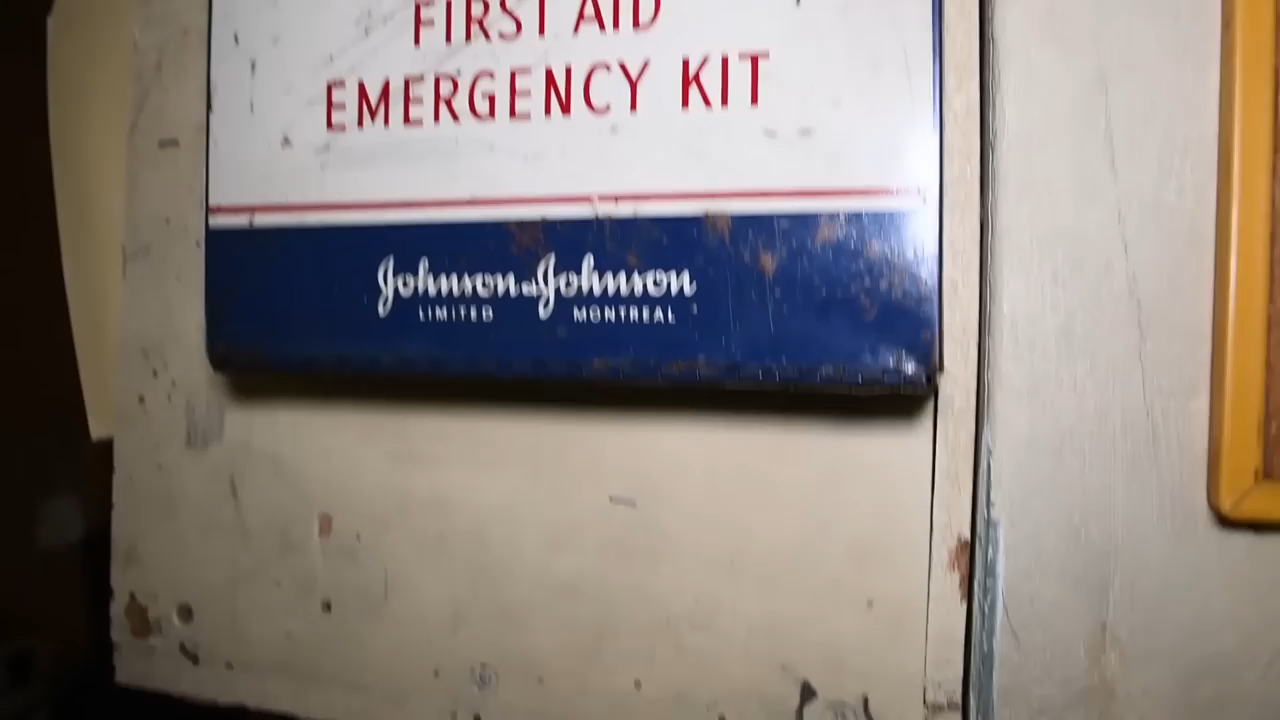 FIRST AID
EMERGENCY KIT
Johnson & Johnson
LIMITED MONTREAL